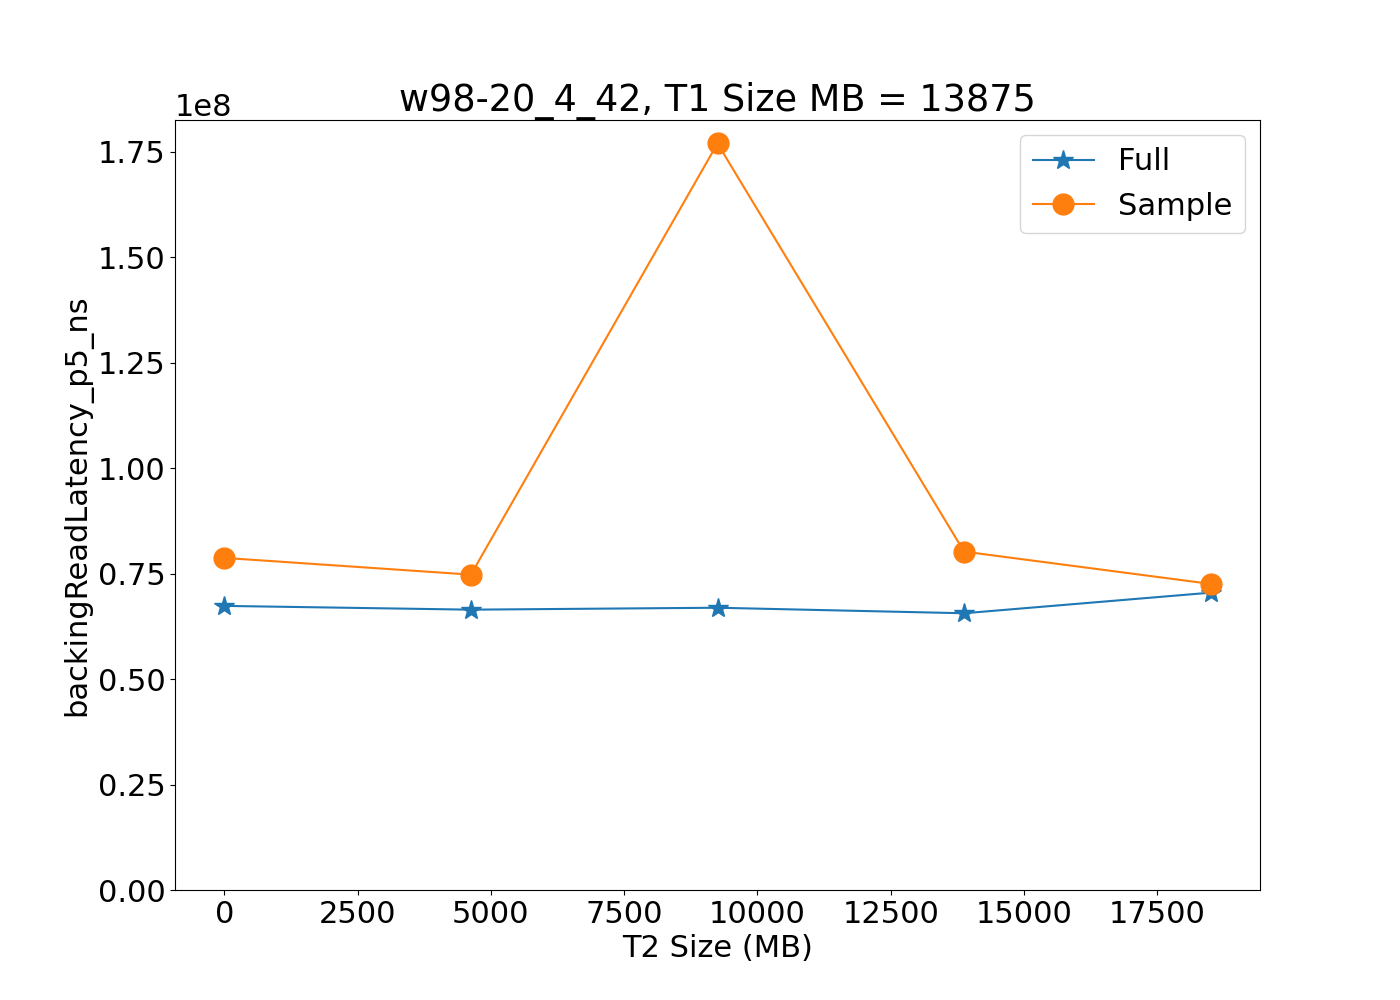 w98-20_4_42, T1 Size MB = 13875
1e8
1.75
1.50
1.25
1.00
0.75
0.50
0.25
0.00
backingReadLatency_p5_ns
Full
Sample
0 2500 5000 7500 10000 12500 15000 17500
T2 Size (MB)